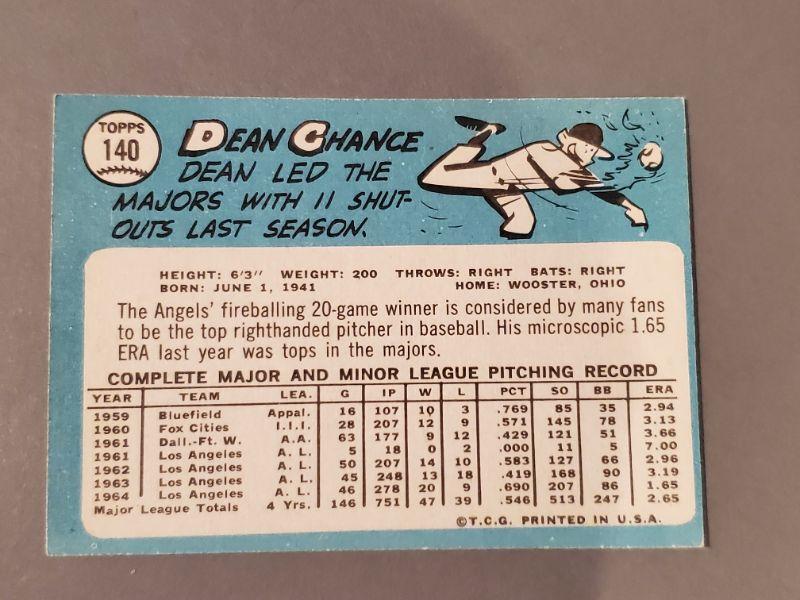 TOPPS
140
DEAN CHANCE
DEAN LED THE
MAJORS WITH 11 SHUT-
OUTS LAST SEASON.
HEIGHT: 6'3" WEIGHT: 200 THROWS: RIGHT BATS: RIGHT
BORN: JUNE 1, 1941 HOME: WOOSTER, OHIO
The Angels' fireballing 20-game winner is considered by many fans
to be the top righthanded pitcher in baseball. His microscopic 1.65
ERA last year was tops in the majors.
COMPLETE MAJOR AND MINOR LEAGUE PITCHING RECORD
YEAR TEAM LEA. G IP W L PCT SO BB ERA
1959 Bluefield Appal. 16 107 10 3 .769 85 35 2.94
1960 Fox Cities I.I.I. 28 207 12 9 .571 145 78 3.13
1961 Dall.-Ft. W. A.A. 63 177 9 12 .429 121 51 3.66
1961 Los Angeles A. L. 5 18 0 2 .000 11 5 7.00
1962 Los Angeles A. L. 50 207 14 10 .583 127 66 2.96
1963 Los Angeles A. L. 45 248 13 18 .419 168 90 3.19
1964 Los Angeles A. L. 46 278 20 9 .690 207 86 1.65
Major League Totals 4 Yrs. 146 751 47 39 .546 513 247 2.65
©T.C.G. PRINTED IN U.S.A.